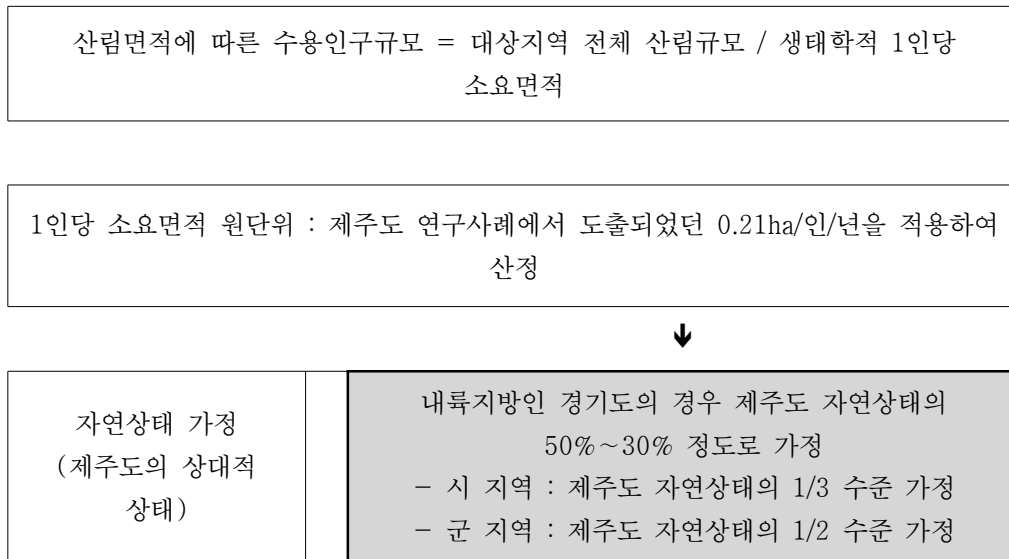 산림면적에 따른 수용인구규모 = 대상지역 전체 산림규모 / 생태학적 1인당
소요면적
1인당 소요면적 원단위 : 제주도 연구사례에서 도출되었던 0.21ha/인/년을 적용하여
산정
🡻
자연상태 가정
(제주도의 상대적
상태)
내륙지방인 경기도의 경우 제주도 자연상태의
50%~30% 정도로 가정
- 시 지역 : 제주도 자연상태의 1/3 수준 가정
- 군 지역 : 제주도 자연상태의 1/2 수준 가정